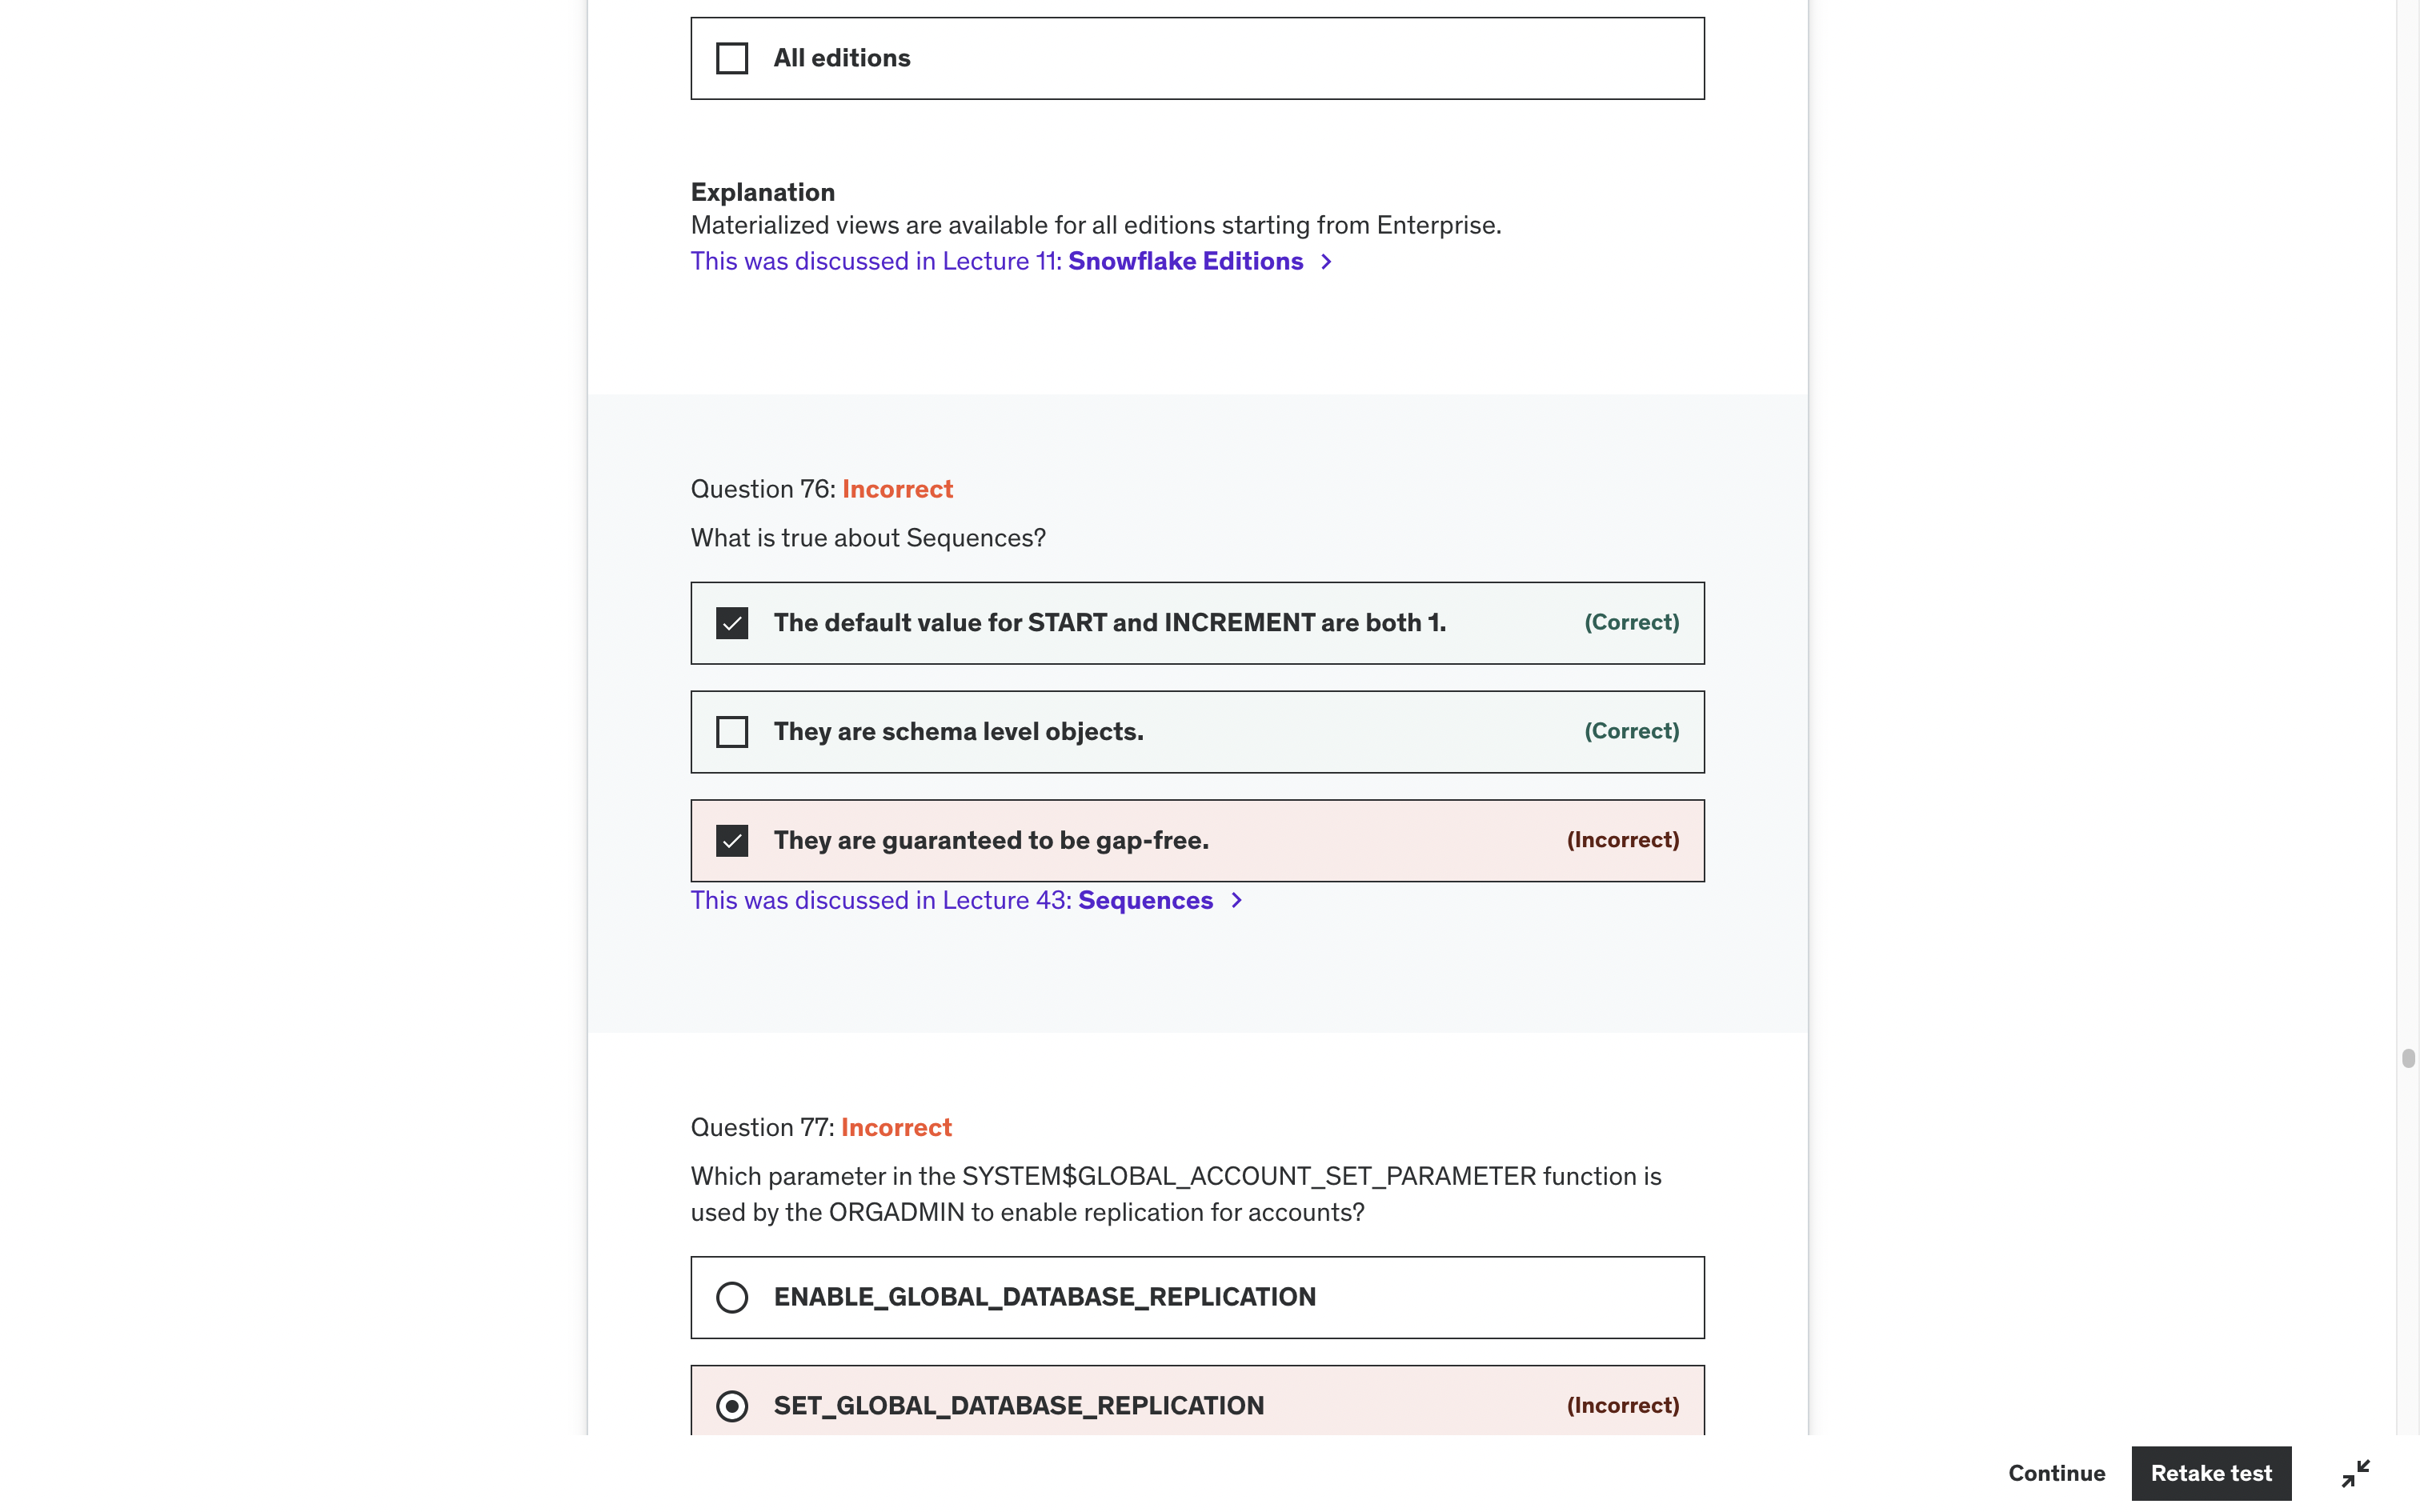 All editions
Explanation
Materialized views are available for all editions starting from Enterprise.
This was discussed in Lecture 11: Snowflake Editions
Question 76: Incorrect
What is true about Sequences?
The default value for START and INCREMENT are both 1. (Correct)
They are schema level objects. (Correct)
They are guaranteed to be gap-free. (Incorrect)
This was discussed in Lecture 43: Sequences
Question 77: Incorrect
Which parameter in the SYSTEM$GLOBAL_ACCOUNT_SET_PARAMETER function is
used by the ORGADMIN to enable replication for accounts?
ENABLE_GLOBAL_DATABASE_REPLICATION
SET_GLOBAL_DATABASE_REPLICATION (Incorrect)
Continue Retake test